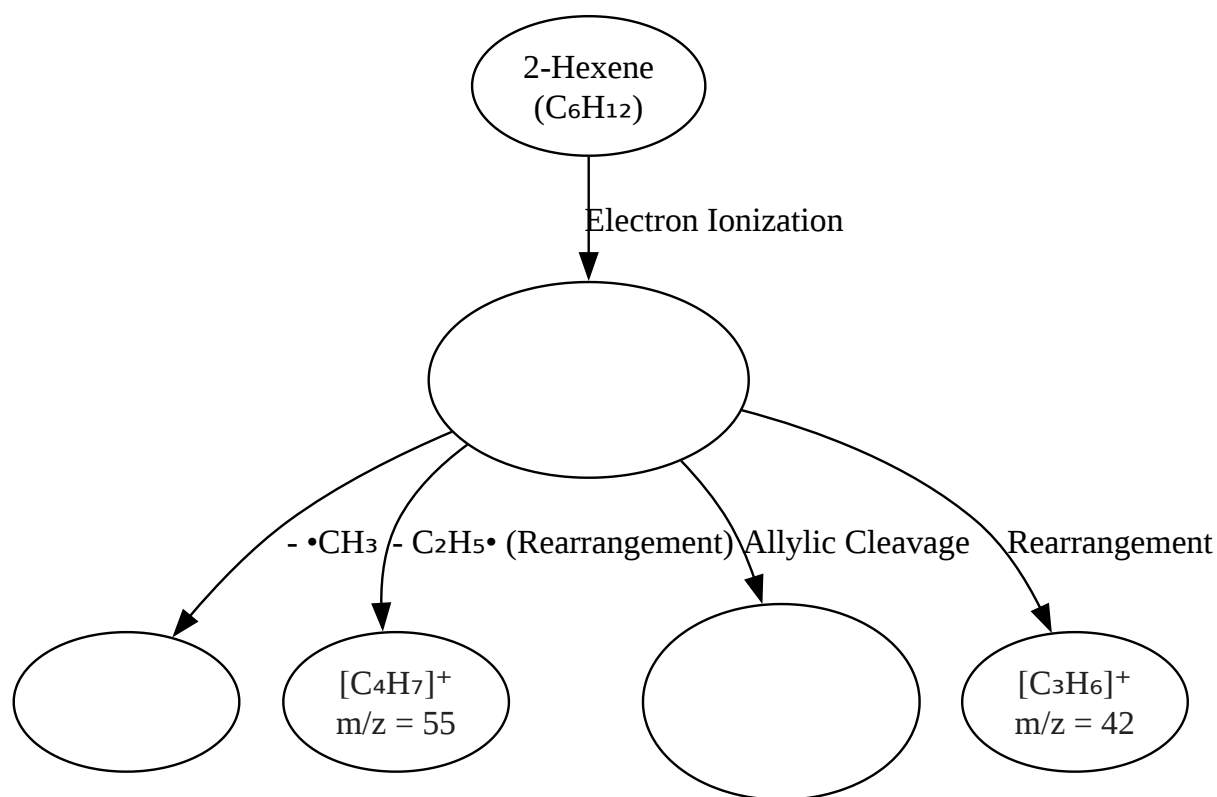 2-Hexene
(C₆H₁₂)
Electron Ionization
- •CH₃
- C₂H₅• (Rearrangement)
Allylic Cleavage
Rearrangement
[C₄H₇]⁺
m/z = 55
[C₃H₆]⁺
m/z = 42